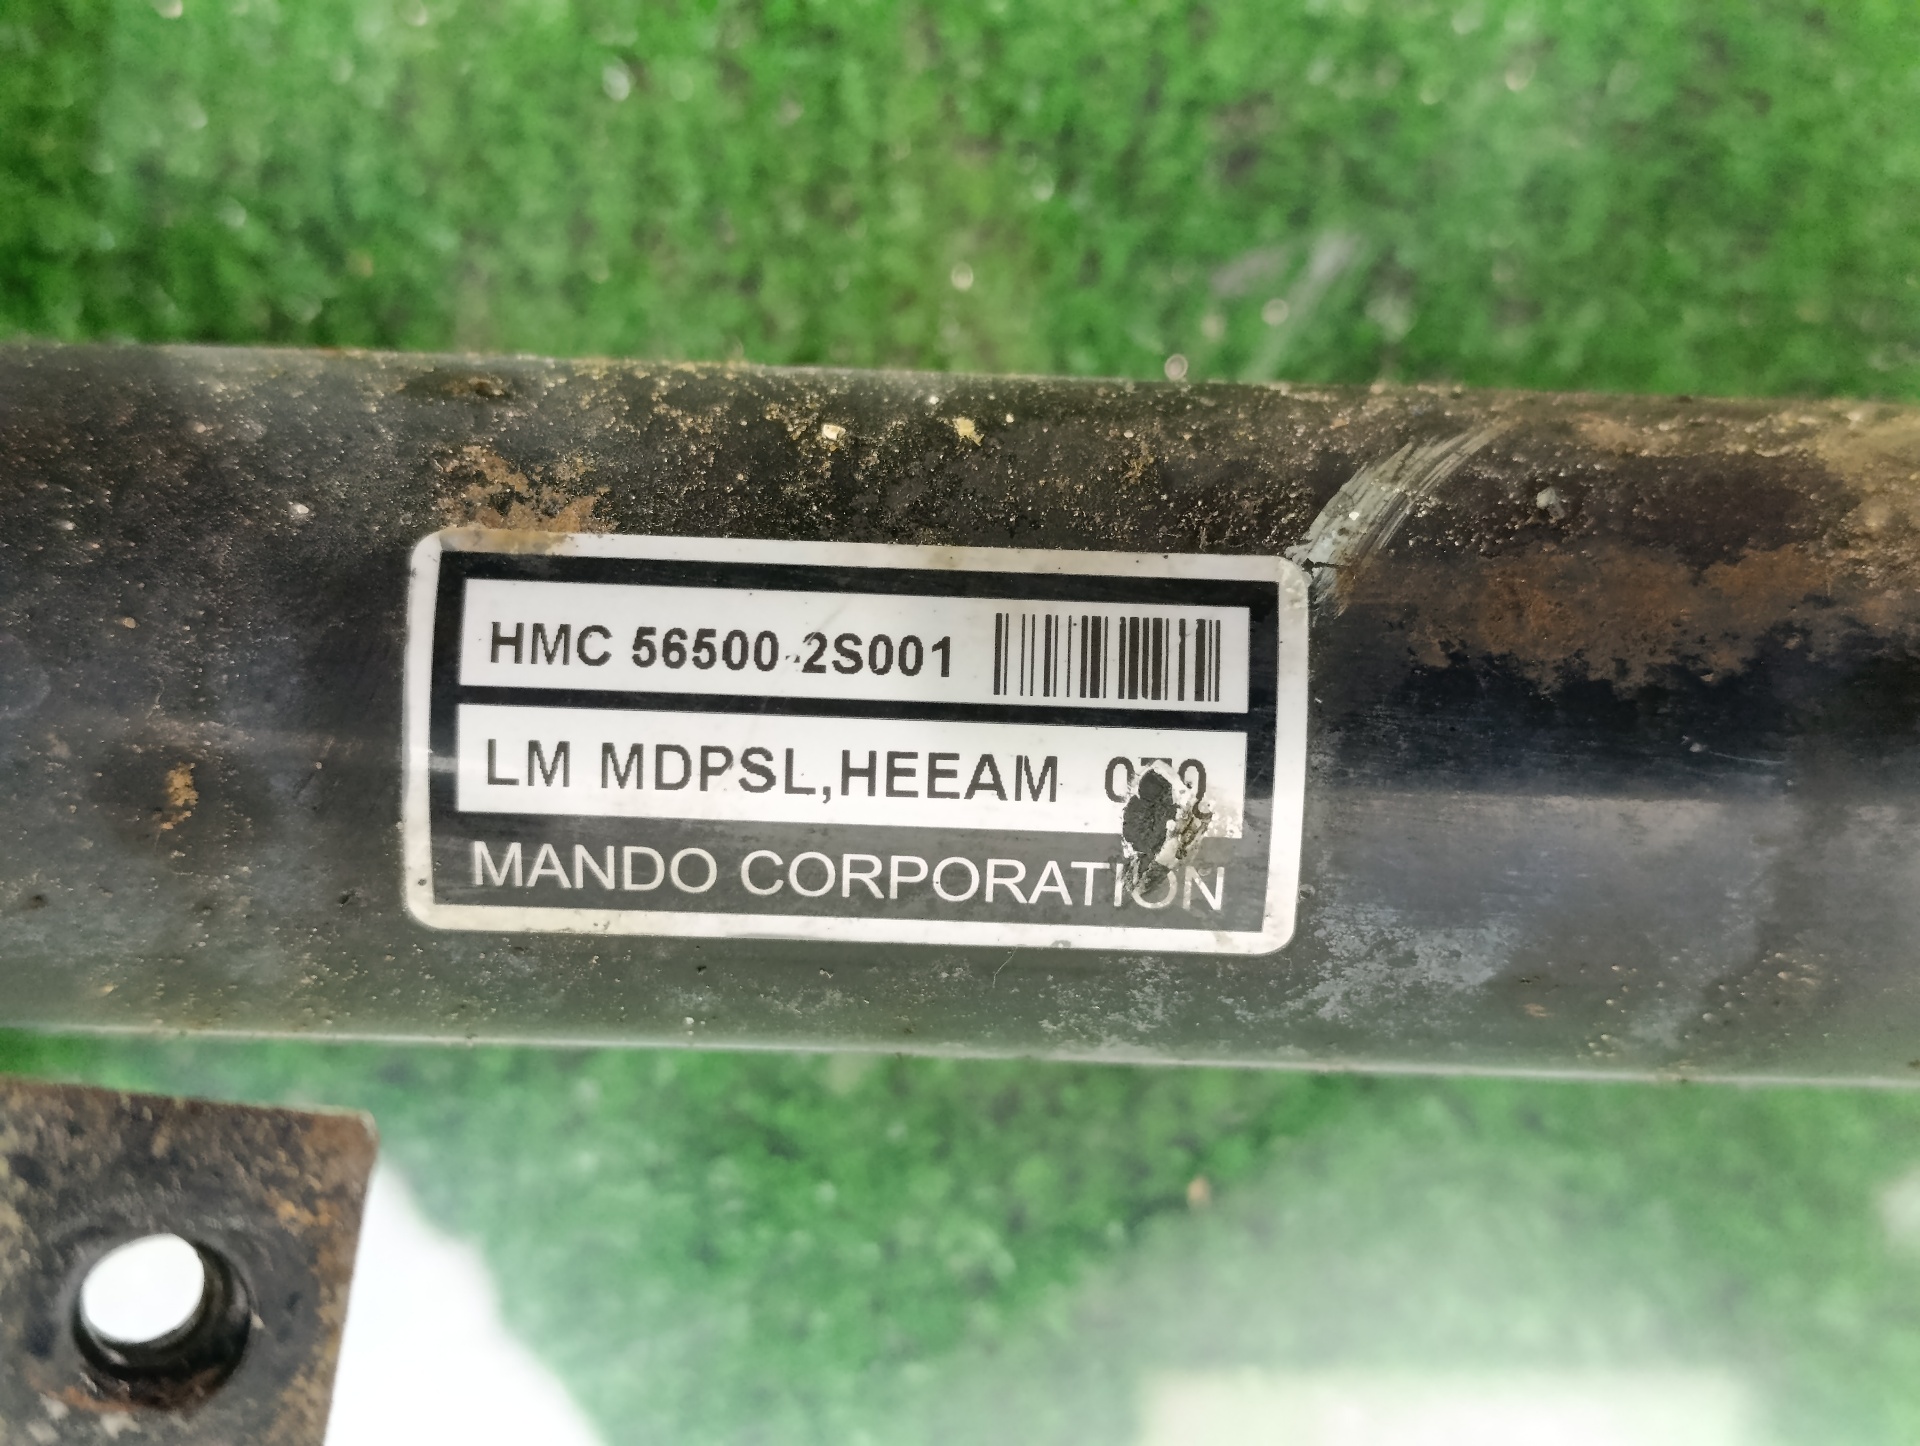 HMC 56500-2S001
LM MDPSL,HEEAM
MANDO CORPORATION